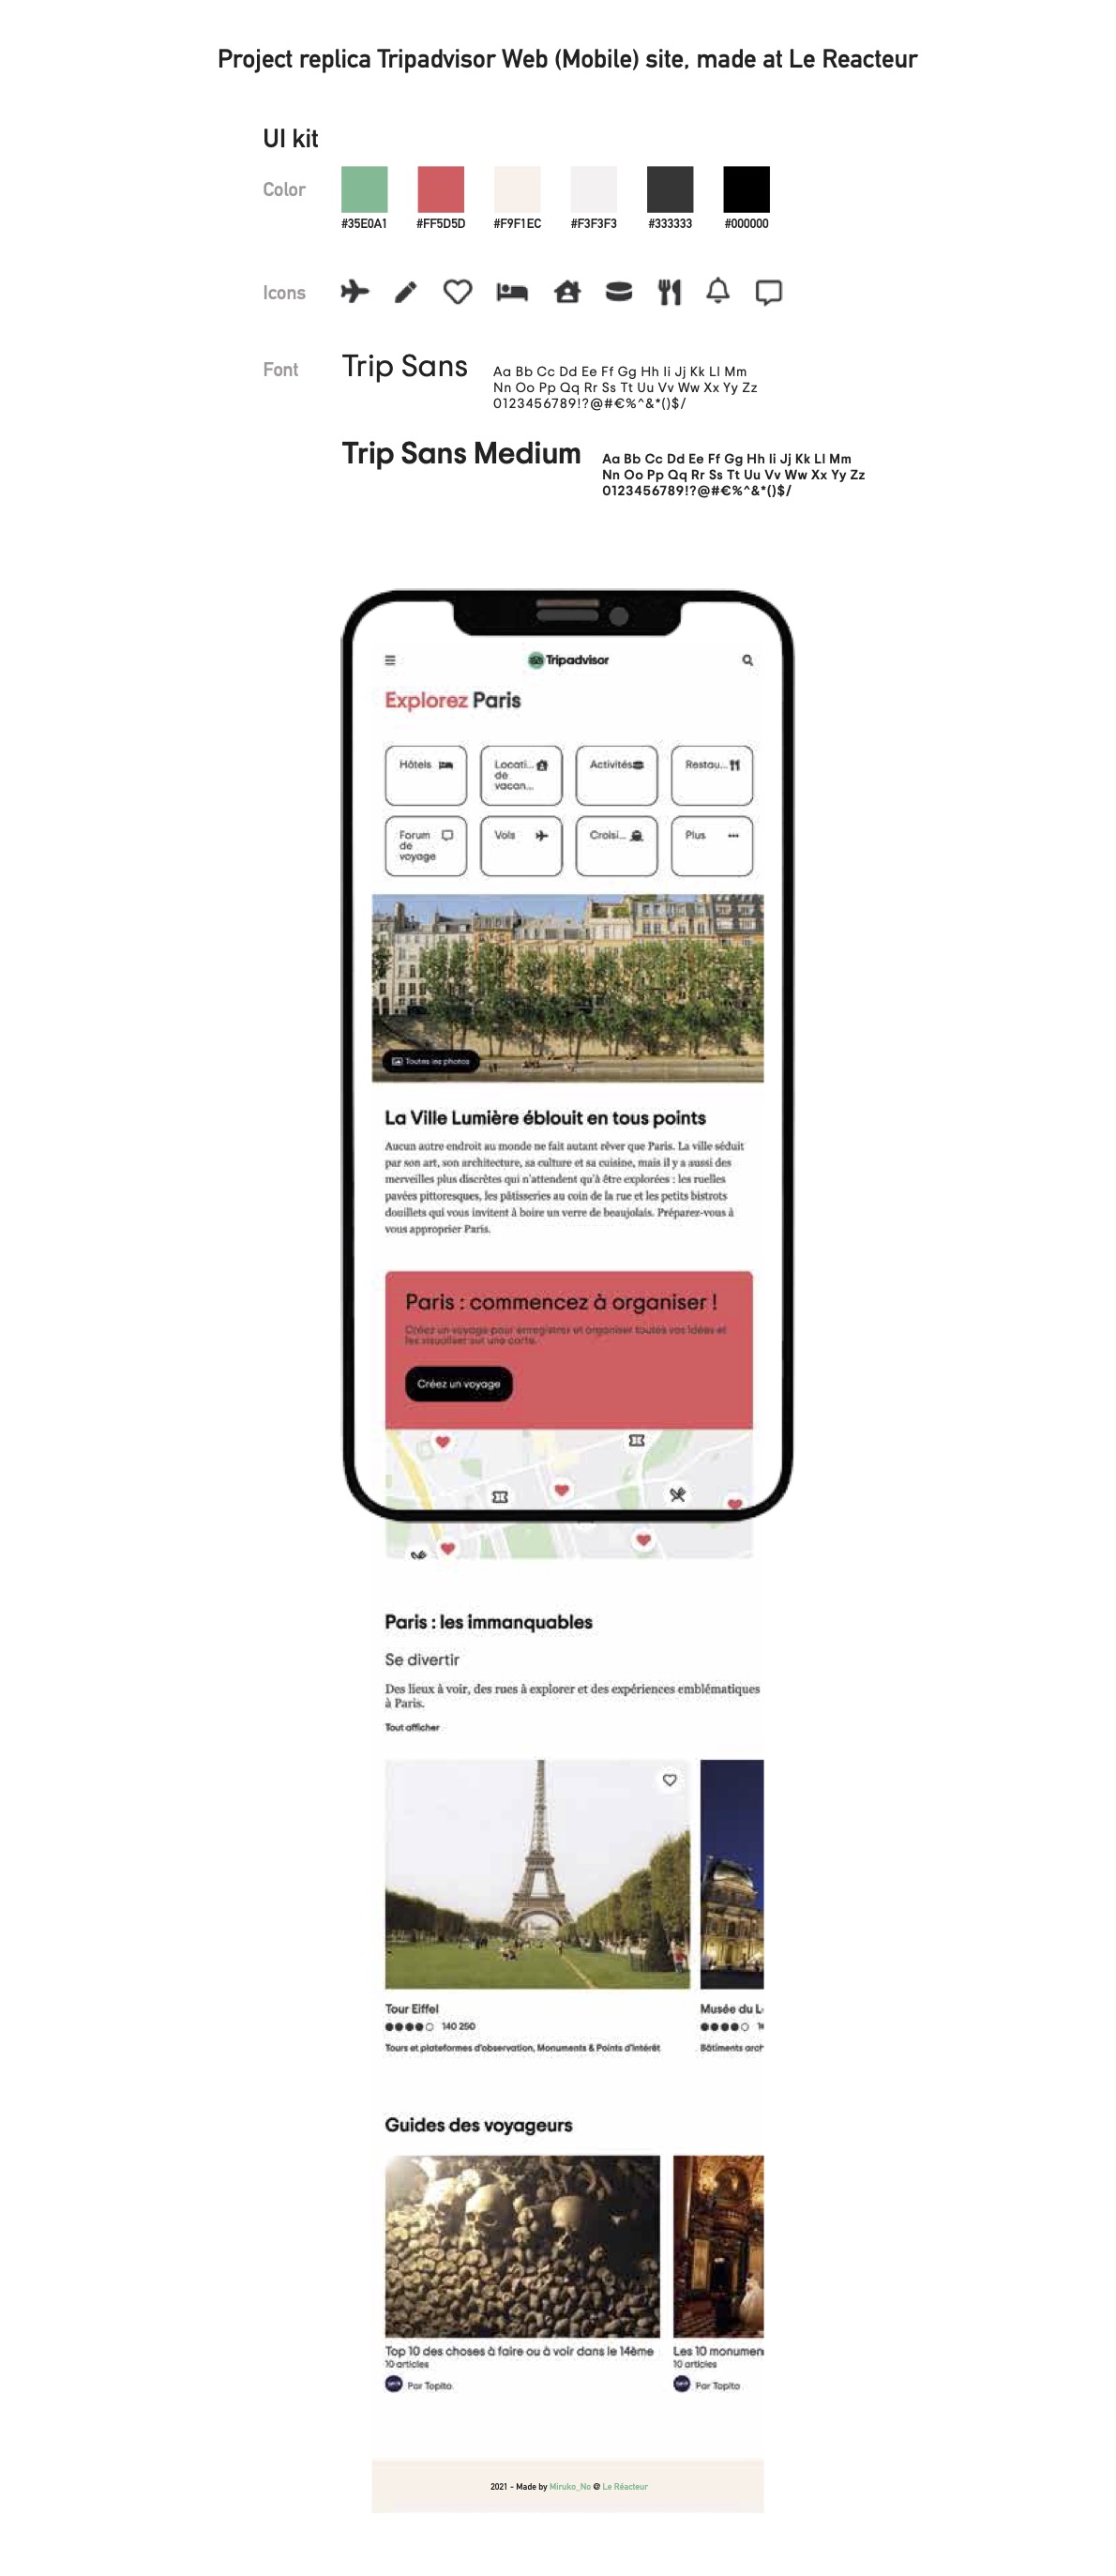 Project replica Tripadvisor Web (Mobile) site, made at Le Reacteur
UI kit
Color
#35E0A1 #FF5D5D #F9F1EC #F3F3F3 #333333 #000000
Icons
Font
Trip Sans
Aa Bb Cc Dd Ee Ff Gg Hh Ii Jj Kk Ll Mm
Nn Oo Pp Qq Rr Ss Tt Uu Vv Ww Xx Yy Zz
0123456789!?@#€%^&*()$/
Trip Sans Medium
Aa Bb Cc Dd Ee Ff Gg Hh Ii Jj Kk Ll Mm
Nn Oo Pp Qq Rr Ss Tt Uu Vv Ww Xx Yy Zz
0123456789!?@#€%^&*()$/
Tripadvisor
Explorez Paris
Hôtels
Locati...
de
vacan...
Activités
Restau...
Forum
de
voyage
Vols
Croisi...
Plus
Toutes les photos
La Ville Lumière éblouit en tous points
Aucun autre endroit au monde ne fait autant rêver que Paris. La ville séduit
par son art, son architecture, sa culture et sa cuisine, mais il y a aussi des
merveilles plus discrètes qui n'attendent qu'à être explorées : les ruelles
pavées pittoresques, les pâtisseries au coin de la rue et les petits bistrots
douillets qui vous invitent à boire un verre de beaujolais. Préparez-vous à
vous approprier Paris.
Paris : commencez à organiser !
Créez un voyage pour enregistrer et organiser toutes vos idées et
les visualiser sur une carte.
Créez un voyage
Paris : les immanquables
Se divertir
Des lieux à voir, des rues à explorer et des expériences emblématiques
à Paris.
Tout afficher
Tour Eiffel
140 250
Tours et plateformes d'observation, Monuments & Points d'intérêt
Musée du L
Bâtiments arch
Guides des voyageurs
Top 10 des choses à faire ou à voir dans le 14ème
10 articles
Par Topito
Les 10 monumen
10 articles
Par Topito
2021 - Made by Miruko_No @ Le Réacteur